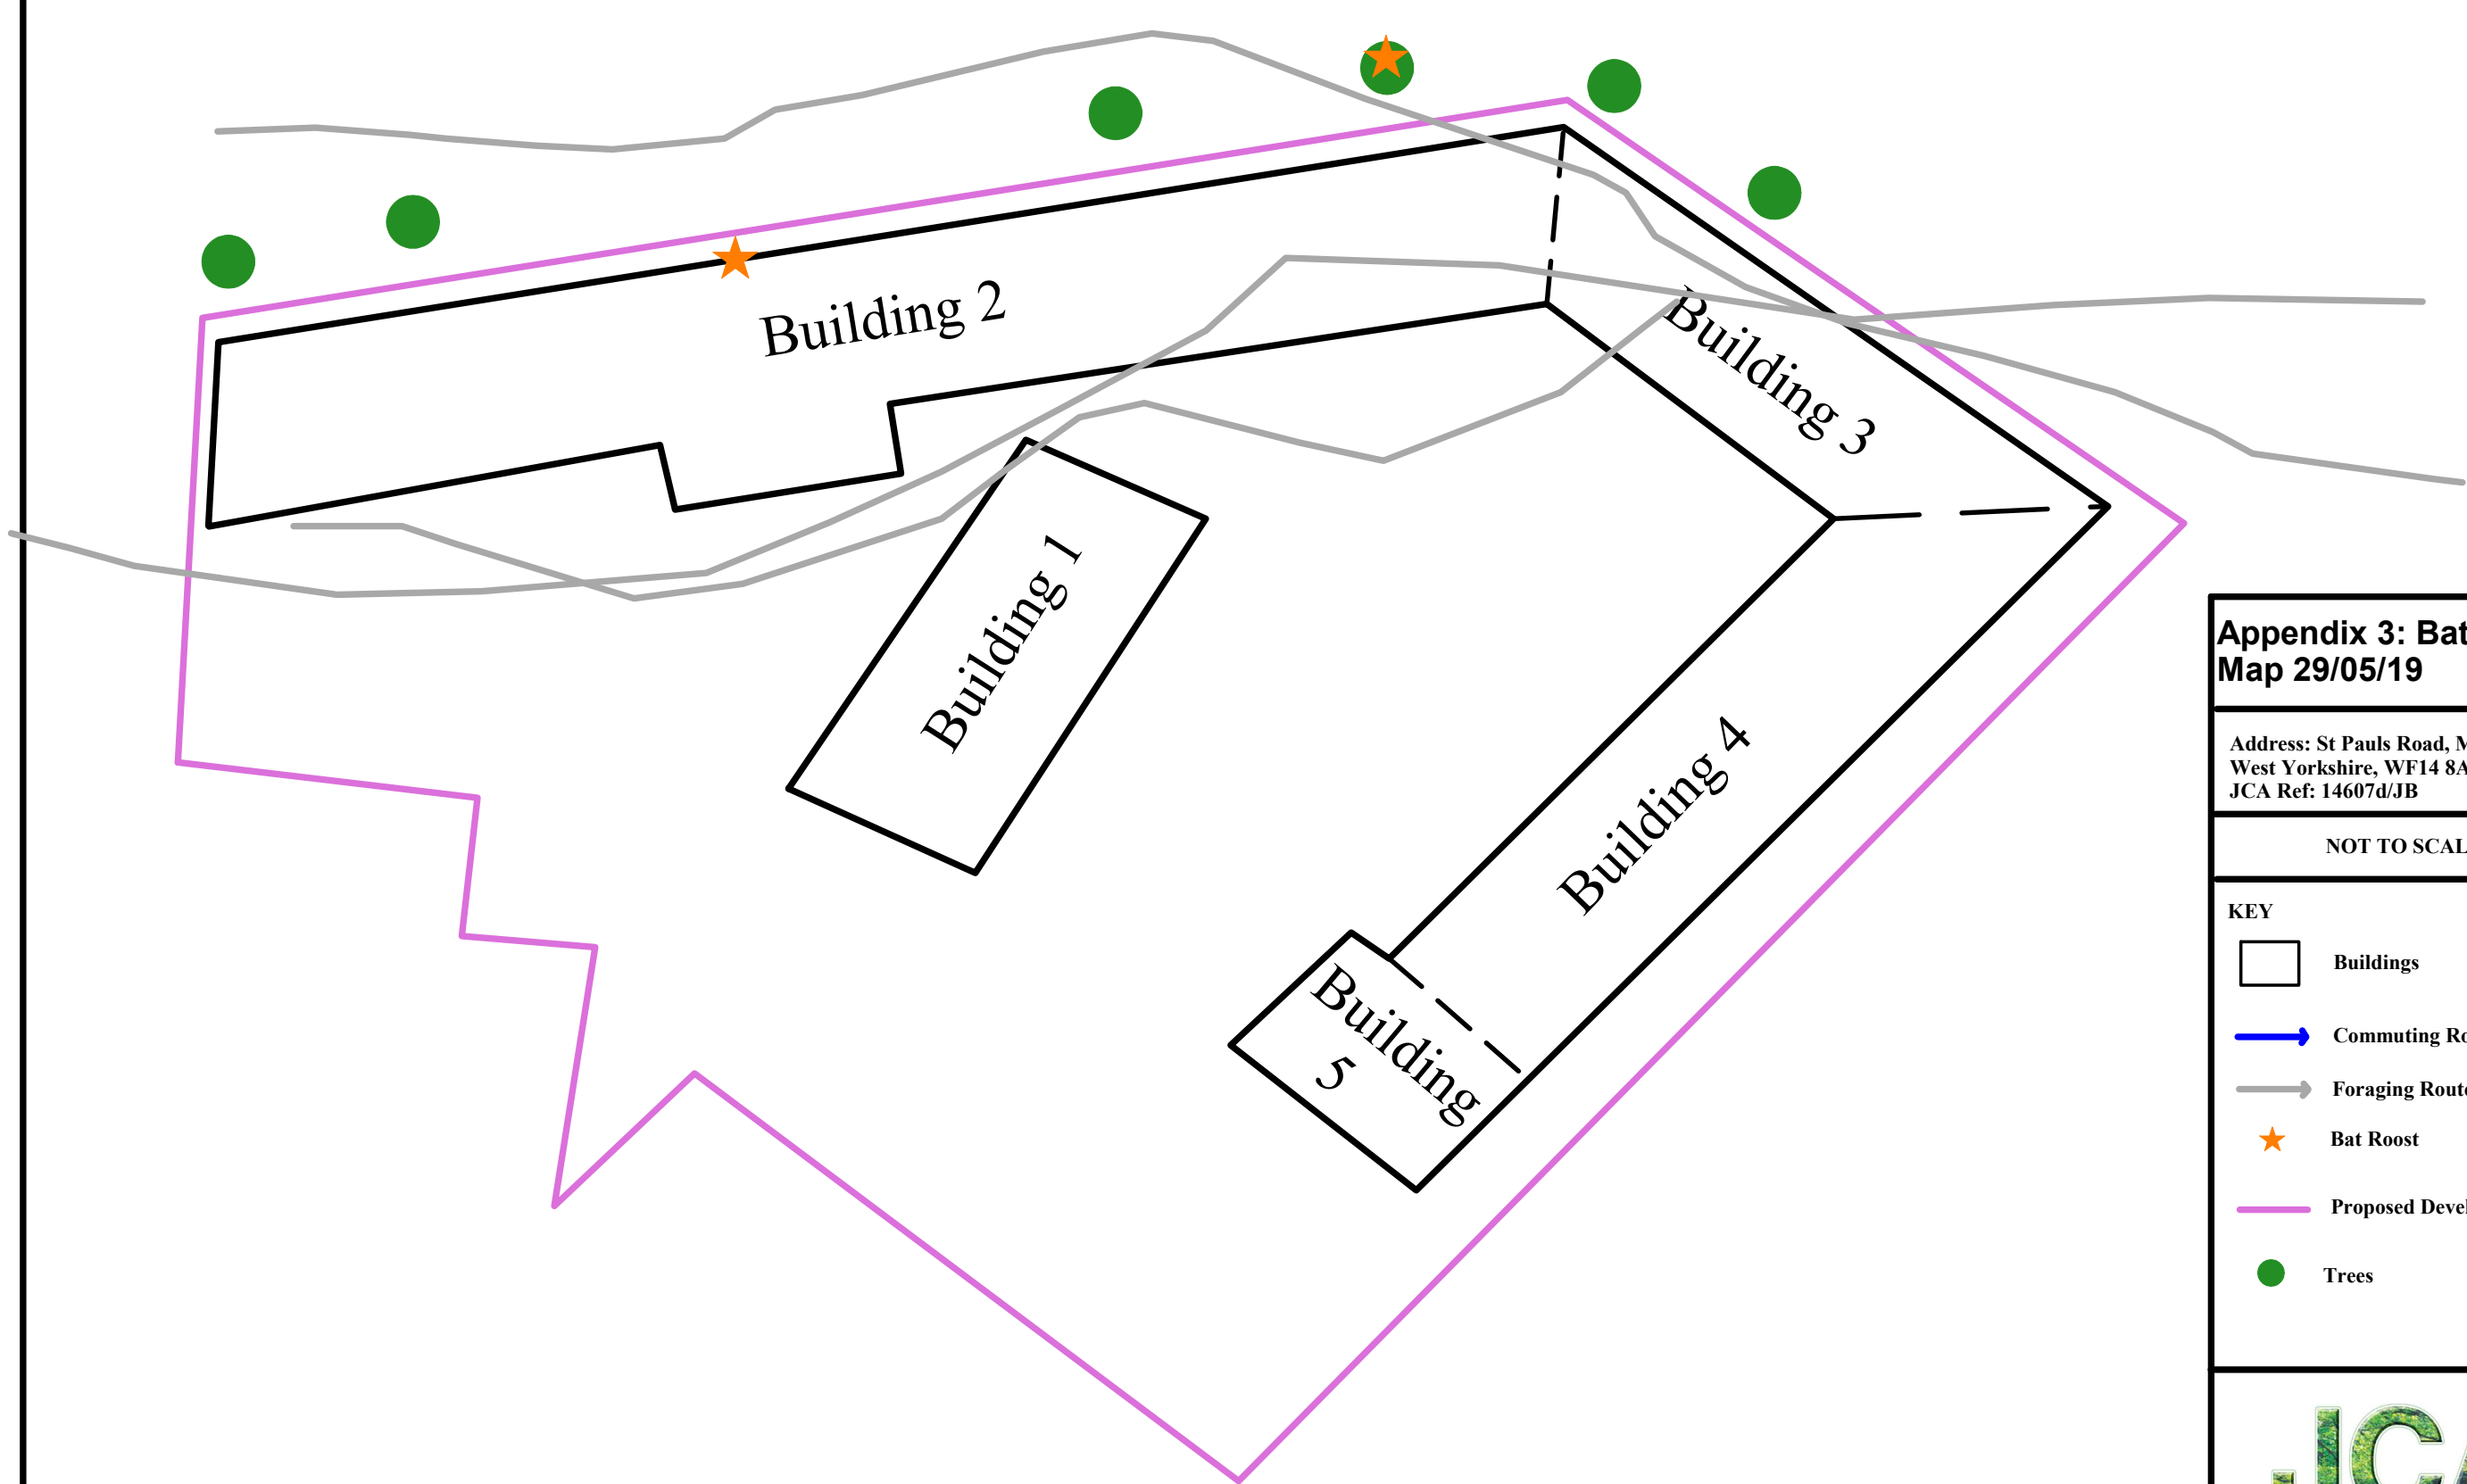 Building 2
Building 3
Building 1
Building 4
Building
5
Appendix 3: Bat
Map 29/05/19
Address: St Pauls Road, M
West Yorkshire, WF14 8A
JCA Ref: 14607d/JB
NOT TO SCAL
KEY
Buildings
Commuting Ro
Foraging Route
Bat Roost
Proposed Devel
Trees
JCA